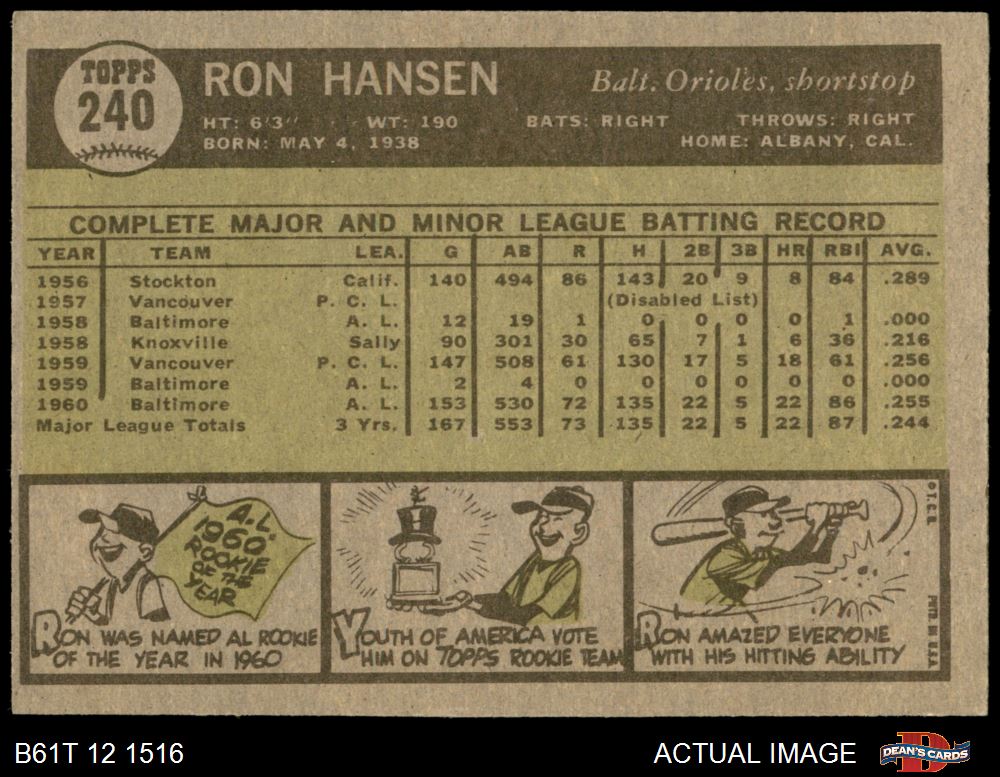 TOPPS
240
RON HANSEN
Balt. Orioles, shortstop
HT: 6'3" WT: 190 BATS: RIGHT THROWS: RIGHT
BORN: MAY 4, 1938 HOME: ALBANY, CAL.
COMPLETE MAJOR AND MINOR LEAGUE BATTING RECORD
YEAR TEAM LEA. G AB R H 2B 3B HR RBI AVG.
1956 Stockton Calif. 140 494 86 143 20 9 8 84 .289
1957 Vancouver P. C. L. (Disabled List)
1958 Baltimore A. L. 12 19 1 0 0 0 0 1 .000
1958 Knoxville Sally 90 301 30 65 7 1 6 36 .216
1959 Vancouver P. C. L. 147 508 61 130 17 5 18 61 .256
1959 Baltimore A. L. 2 4 0 0 0 0 0 0 .000
1960 Baltimore A. L. 153 530 72 135 22 5 22 86 .255
Major League Totals 3 Yrs. 167 553 73 135 22 5 22 87 .244
A.L.
1960
ROOKIE
OF THE
YEAR
RON WAS NAMED AL ROOKIE
OF THE YEAR IN 1960
YOUTH OF AMERICA VOTE
HIM ON TOPPS ROOKIE TEAM
RON AMAZED EVERYONE
WITH HIS HITTING ABILITY
© T.C.G.
PRTD. IN U.S.A.
B61T 12 1516
ACTUAL IMAGE
DEAN'S CARDS